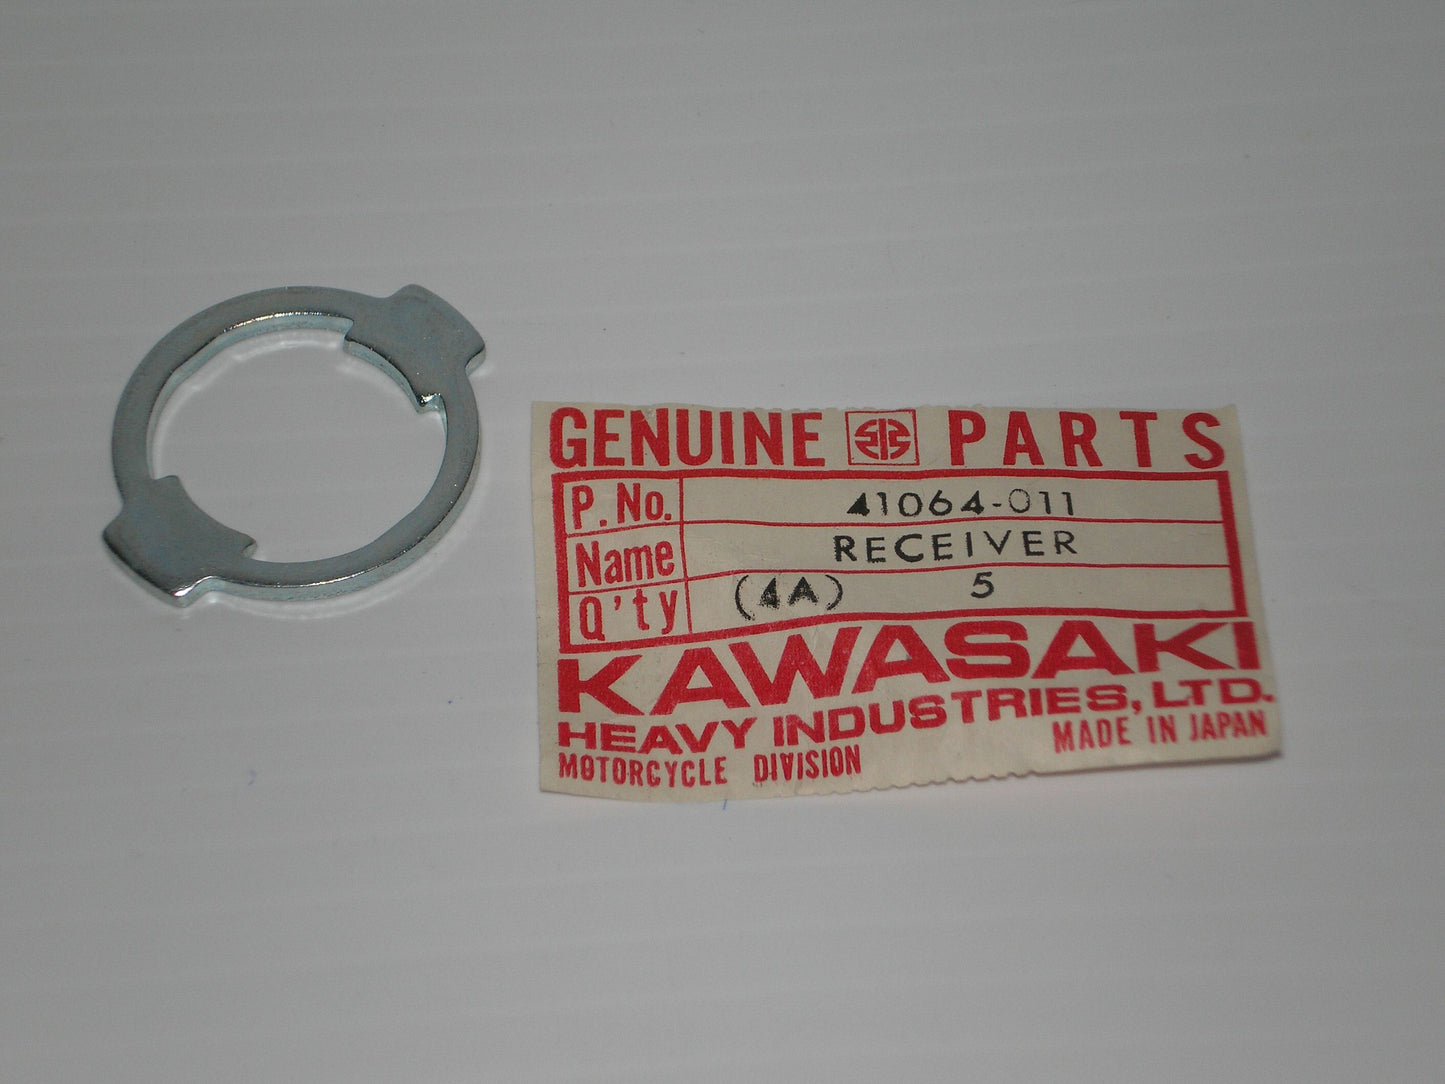 GENUINE PARTS
P. No. 41064-011
Name RECEIVER
Q'ty (4A) 5
KAWASAKI
HEAVY INDUSTRIES, LTD.
MOTORCYCLE DIVISION MADE IN JAPAN